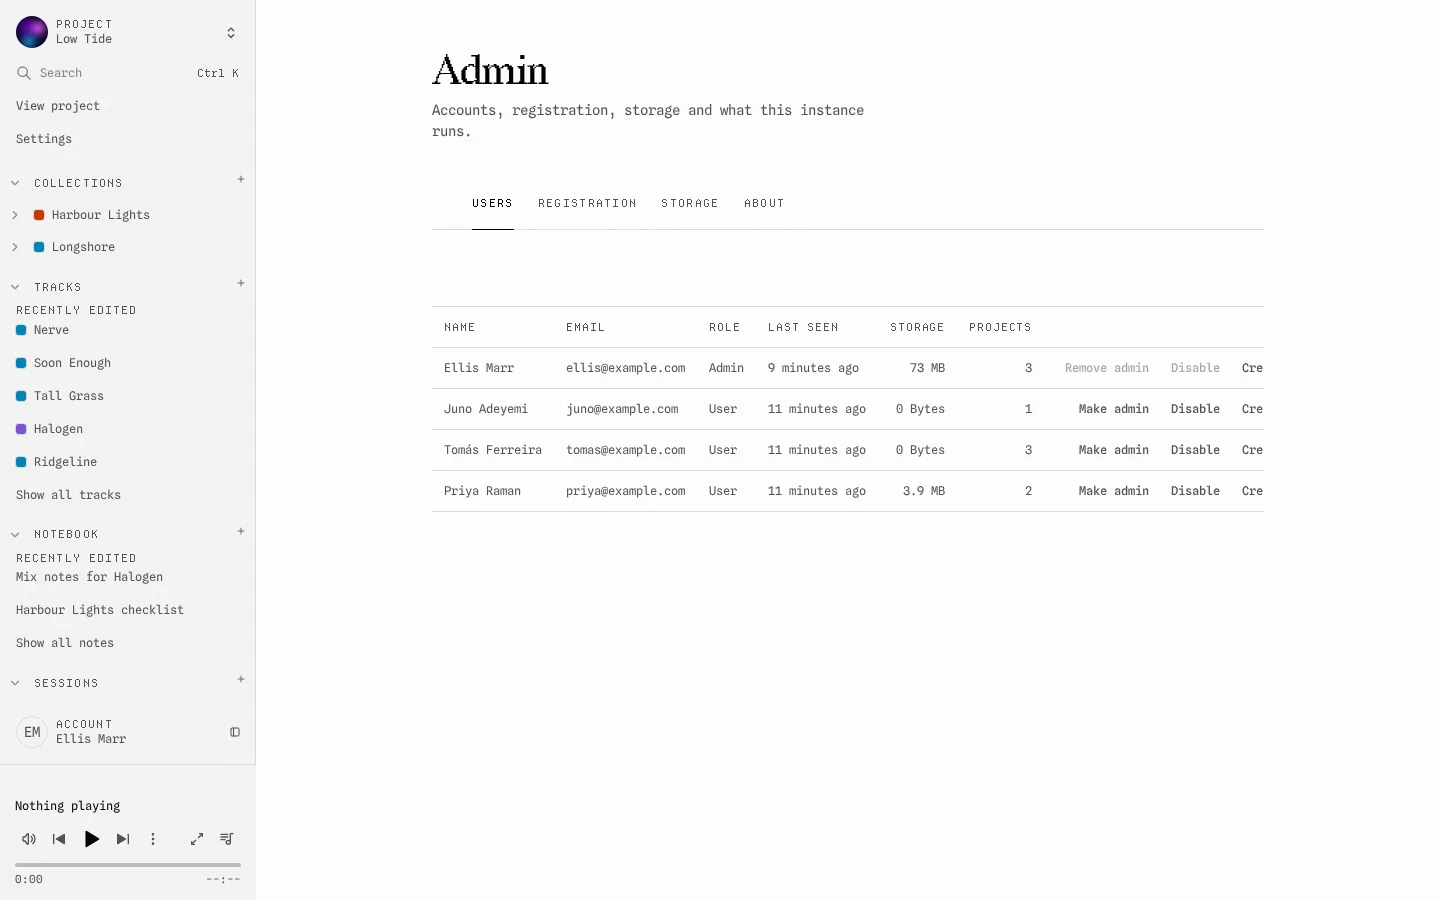 PROJECT
Low Tide
Search Ctrl K
View project
Settings
COLLECTIONS +
Harbour Lights
Longshore
TRACKS +
RECENTLY EDITED
Nerve
Soon Enough
Tall Grass
Halogen
Ridgeline
Show all tracks
NOTEBOOK +
RECENTLY EDITED
Mix notes for Halogen
Harbour Lights checklist
Show all notes
SESSIONS +
EM
ACCOUNT
Ellis Marr
Nothing playing
0:00 --:--
Admin
Accounts, registration, storage and what this instance
runs.
USERS REGISTRATION STORAGE ABOUT
NAME EMAIL ROLE LAST SEEN STORAGE PROJECTS
Ellis Marr ellis@example.com Admin 9 minutes ago 73 MB 3 Remove admin Disable Cre
Juno Adeyemi juno@example.com User 11 minutes ago 0 Bytes 1 Make admin Disable Cre
Tomás Ferreira tomas@example.com User 11 minutes ago 0 Bytes 3 Make admin Disable Cre
Priya Raman priya@example.com User 11 minutes ago 3.9 MB 2 Make admin Disable Cre